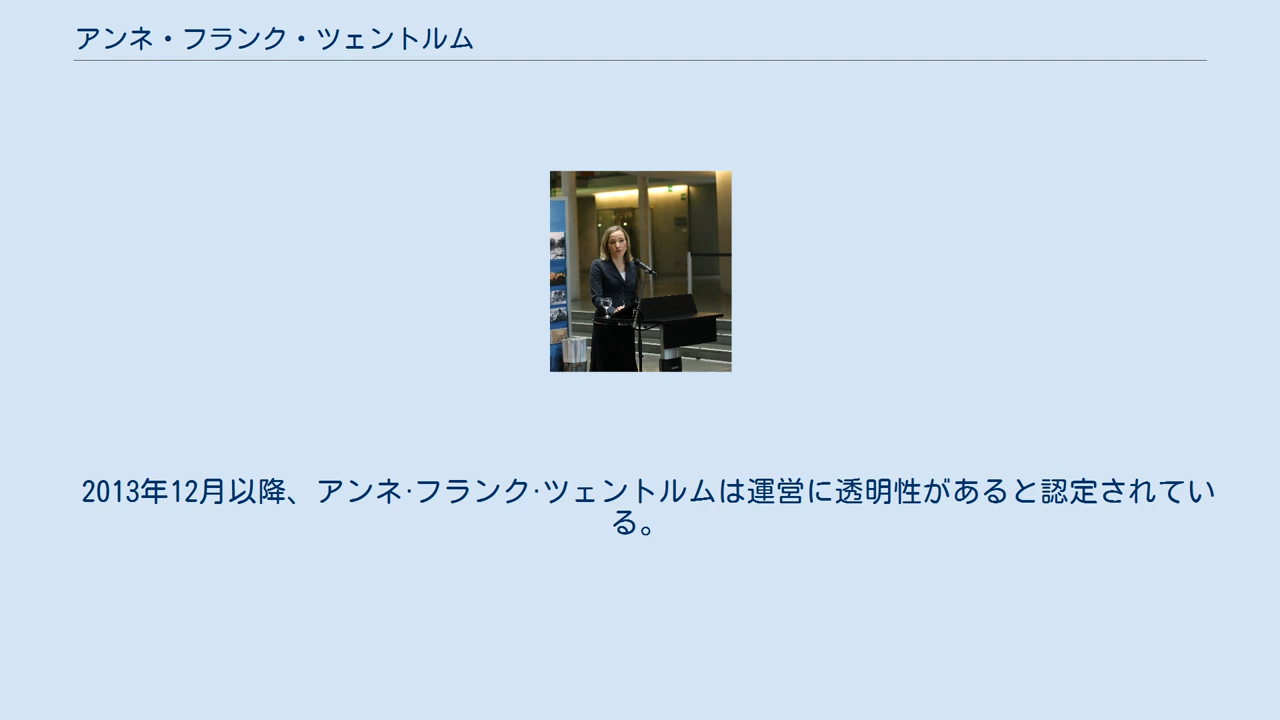 アンネ・フランク・ツェントルム
2013年12月以降、アンネ·フランク·ツェントルムは運営に透明性があると認定されてい
る。